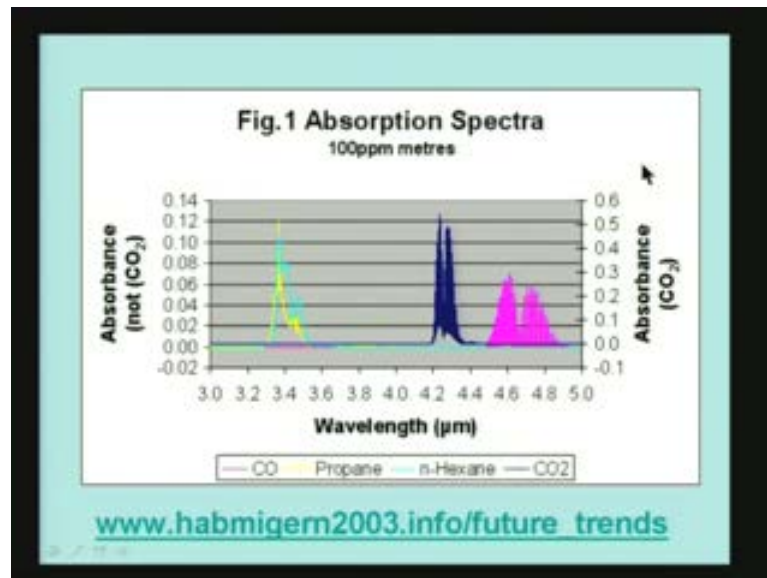 Fig.1 Absorption Spectra
100ppm metres
Absorbance
(not (CO₂)
0.14
0.12
0.10
0.08
0.06
0.04
0.02
0.00
-0.02
0.6
0.5
0.4
0.3
0.2
0.1
0.0
-0.1
Absorbance
(CO₂)
3.0 3.2 3.4 3.6 3.8 4.0 4.2 4.4 4.6 4.8 5.0
Wavelength (µm)
CO Propane n-Hexane CO2
www.habmigern2003.info/future_trends